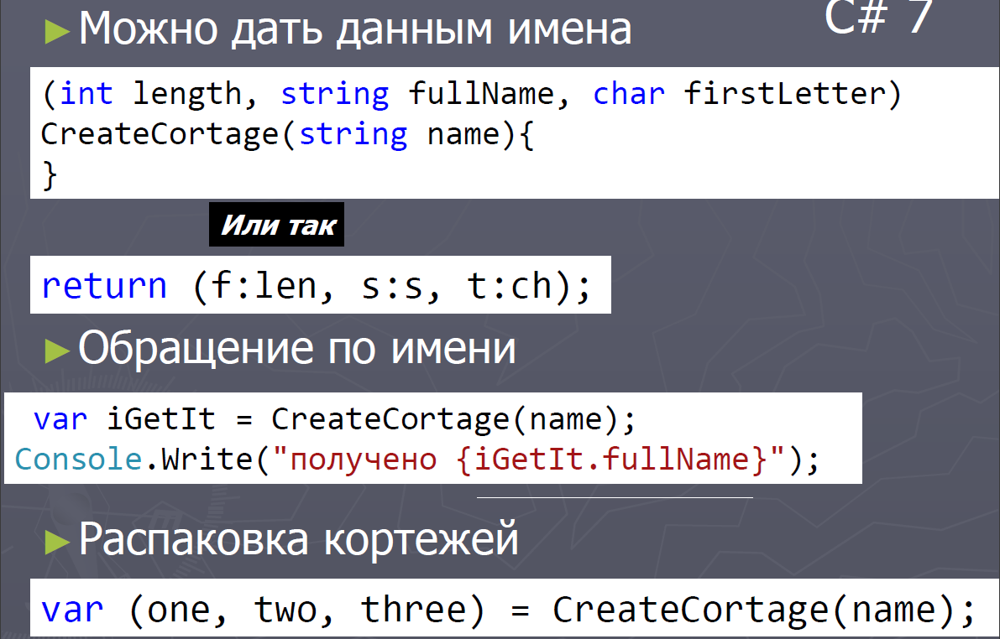 Можно дать данным имена
C# 7
(int length, string fullName, char firstLetter)
CreateCortage(string name){
}
Или так
return (f:len, s:s, t:ch);
Обращение по имени
var iGetIt = CreateCortage(name);
Console.Write("получено {iGetIt.fullName}");
Распаковка кортежей
var (one, two, three) = CreateCortage(name);